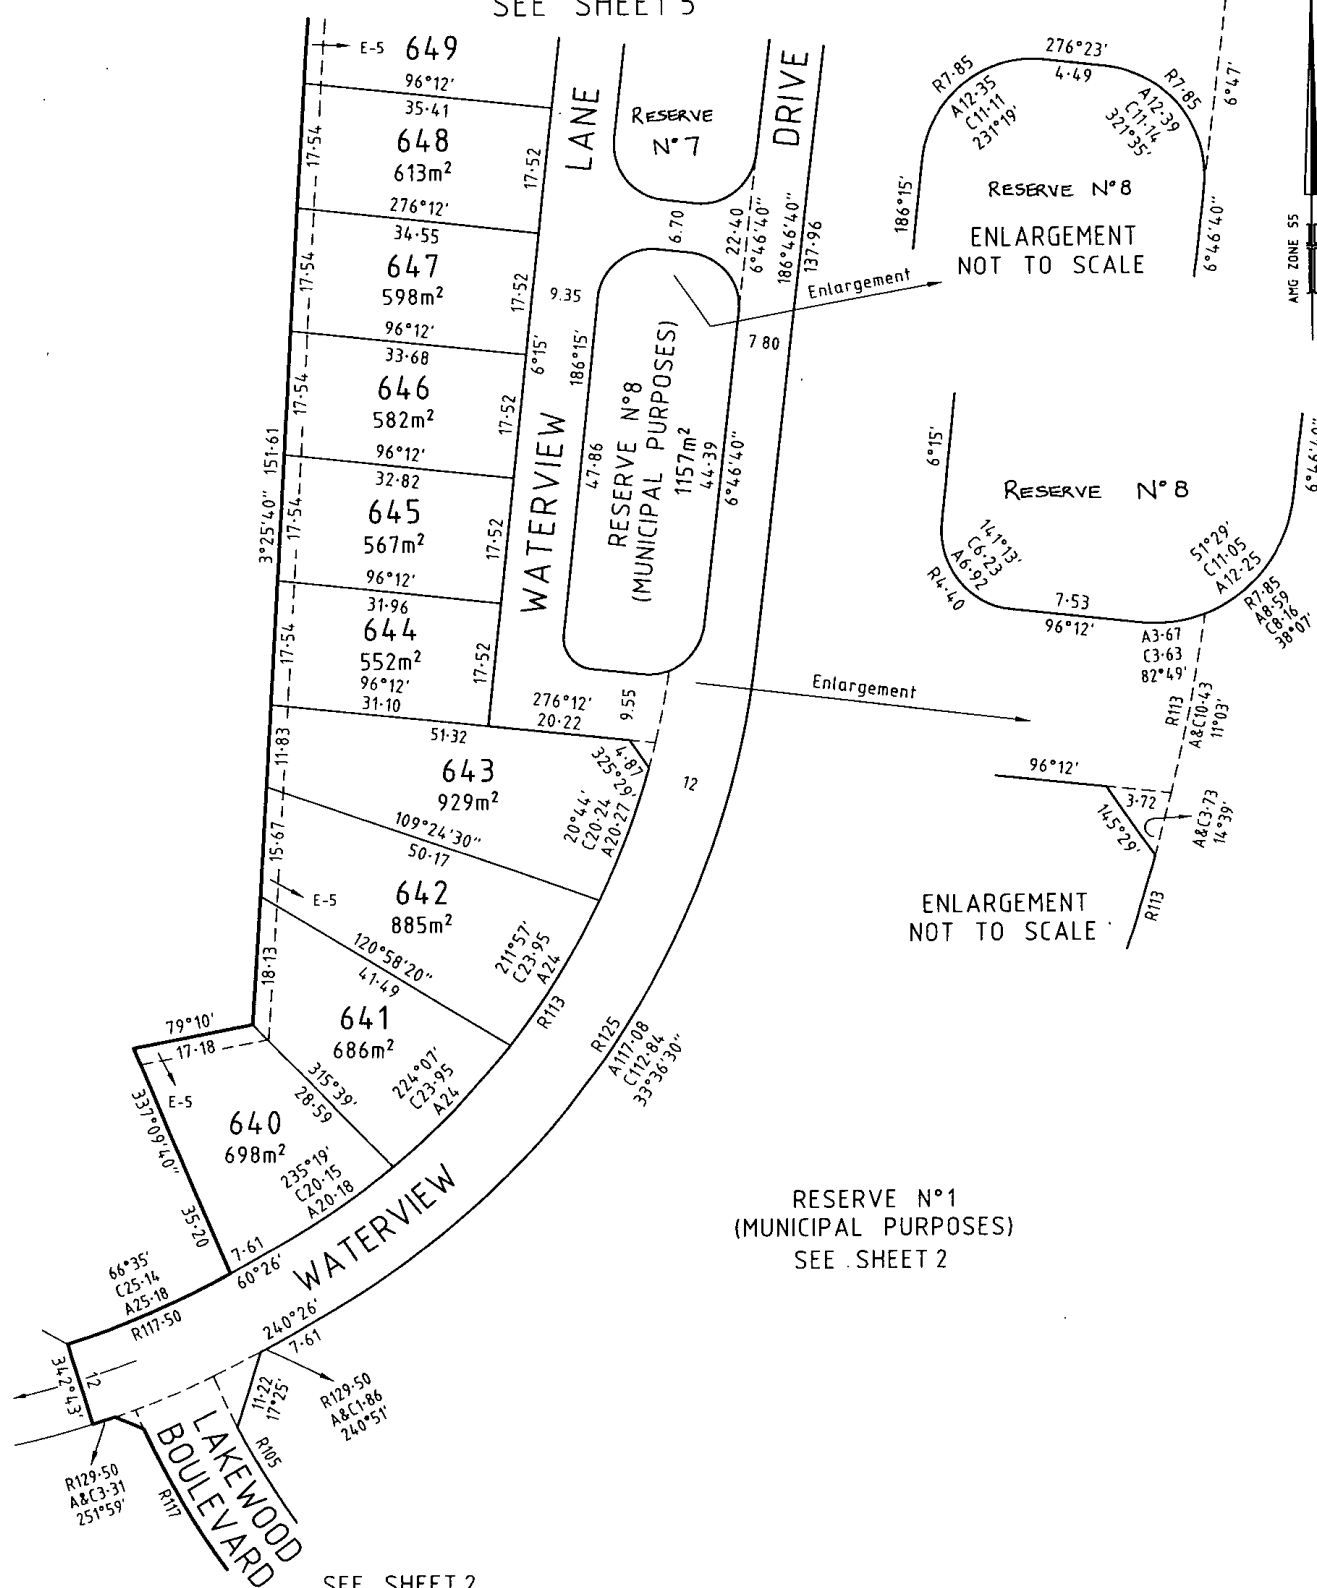 SEE SHEET 5
E-5 649
96°12'
35·41
648
613m²
17·54
17·52
276°12'
34·55
647
598m²
17·54
17·52
96°12'
33·68
646
582m²
17·54
17·52
96°12'
32·82
645
567m²
17·54
17·52
96°12'
31·96
644
552m²
17·54
17·52
96°12'
31·10
3°25'40" 151·61
LANE
WATERVIEW
6°15'
9.35
RESERVE
N°7
DRIVE
6.70
22·40
6°46'40"
186°46'40"
137·96
7 80
Enlargement
186°15'
47·86
RESERVE N°8
(MUNICIPAL PURPOSES)
1157m²
44·39
6°46'40"
Enlargement
276°12'
20·22
9.55
51·32
11·83
643
929m²
4·87
325°29'
20°44'
C20·24
A20·27
12
109°24'30"
50·17
15·67
E-5
642
885m²
211°57'
C23·95
A24
120°58'20"
41·49
18·13
641
686m²
224°07'
C23·95
A24
R113
R125
A117·08
C112·84
33°36'30"
79°10'
17·18
E-5
315°39'
28·59
337°09'40"
35·20
640
698m²
235°19'
C20·15
A20·18
7·61
60°26'
WATERVIEW
66°35'
C25·14
A25·18
R117·50
240°26'
7·61
342°43'
12
R129·50
A&C1·86
240°51'
11·22
17°25'
R105
R129·50
A&C3·31
251°59'
R117
LAKEWOOD
BOULEVARD
SEE SHEET 2
276°23'
4·49
R7·85
A12·35
C11·11
231°19'
R7·85
A12·39
C11·14
321°35'
6°47'
186°15'
RESERVE N°8
ENLARGEMENT
NOT TO SCALE
6°46'40"
AMG ZONE 55
6°15'
RESERVE N°8
6°46'40"
141°13'
C6·23
A6·92
R4·40
7·53
96°12'
51°29'
C11·05
A12·25
R7·85
A8·59
C8·16
38°07'
A3·67
C3·63
82°49'
R113
A&C10·43
11°03'
96°12'
3·72
145°29'
A&C3·73
14°39'
R113
ENLARGEMENT
NOT TO SCALE
RESERVE N°1
(MUNICIPAL PURPOSES)
SEE SHEET 2